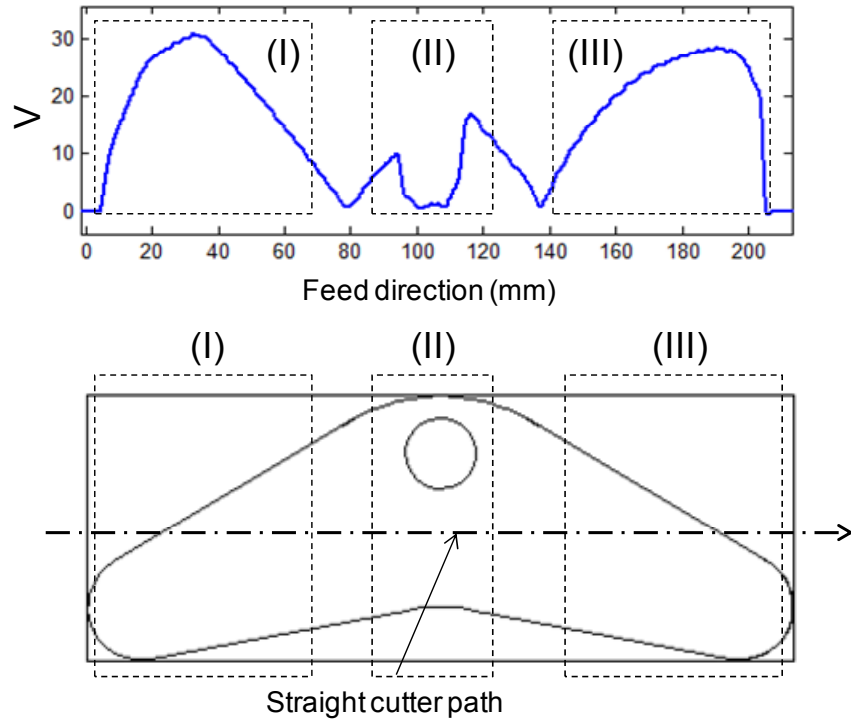 30
20
10
0
V
(I)
(II)
(III)
0 20 40 60 80 100 120 140 160 180 200
Feed direction (mm)
(I)
(II)
(III)
Straight cutter path